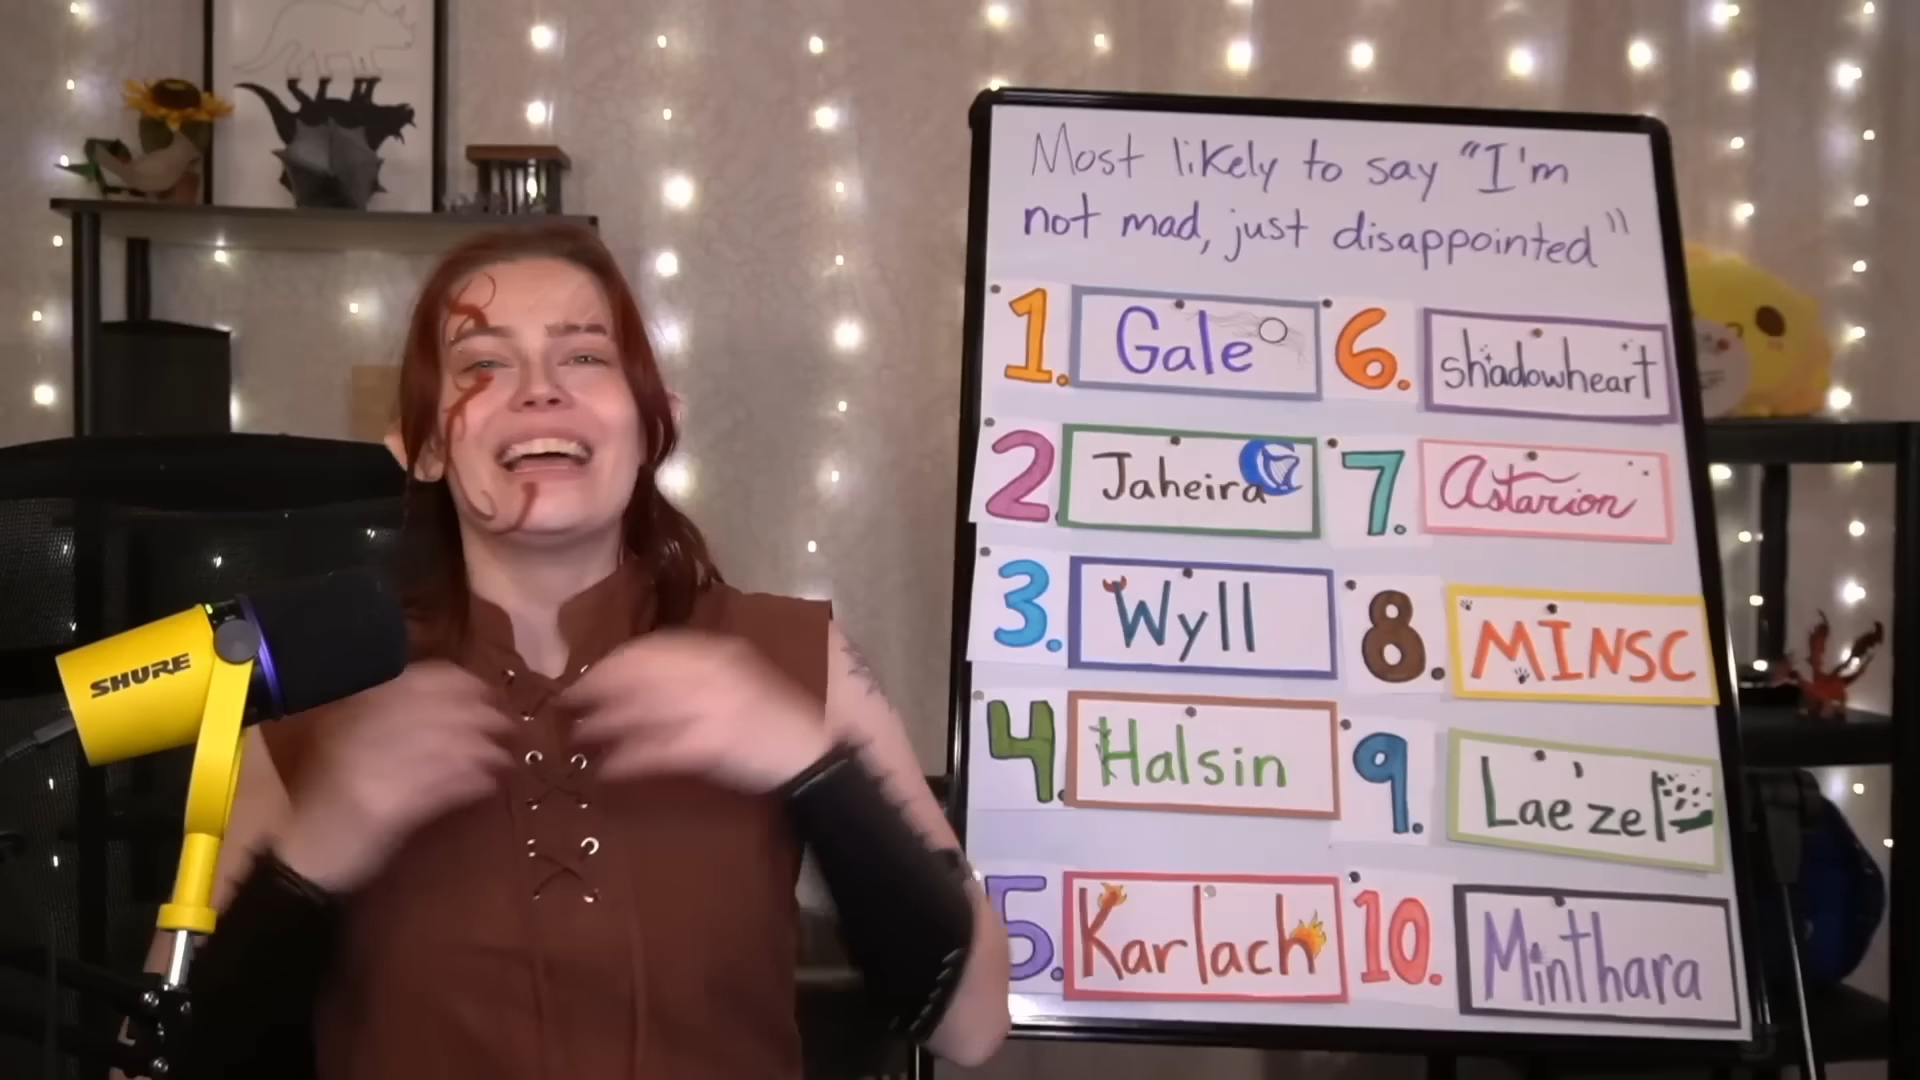 Most likely to say "I'm
not mad, just disappointed"
1. Gale
2. Jaheira
3. Wyll
4. Halsin
5. Karlach
6. shadowheart
7. Astarion
8. MINSC
9. Lae'zel
10. Minthara
SHURE